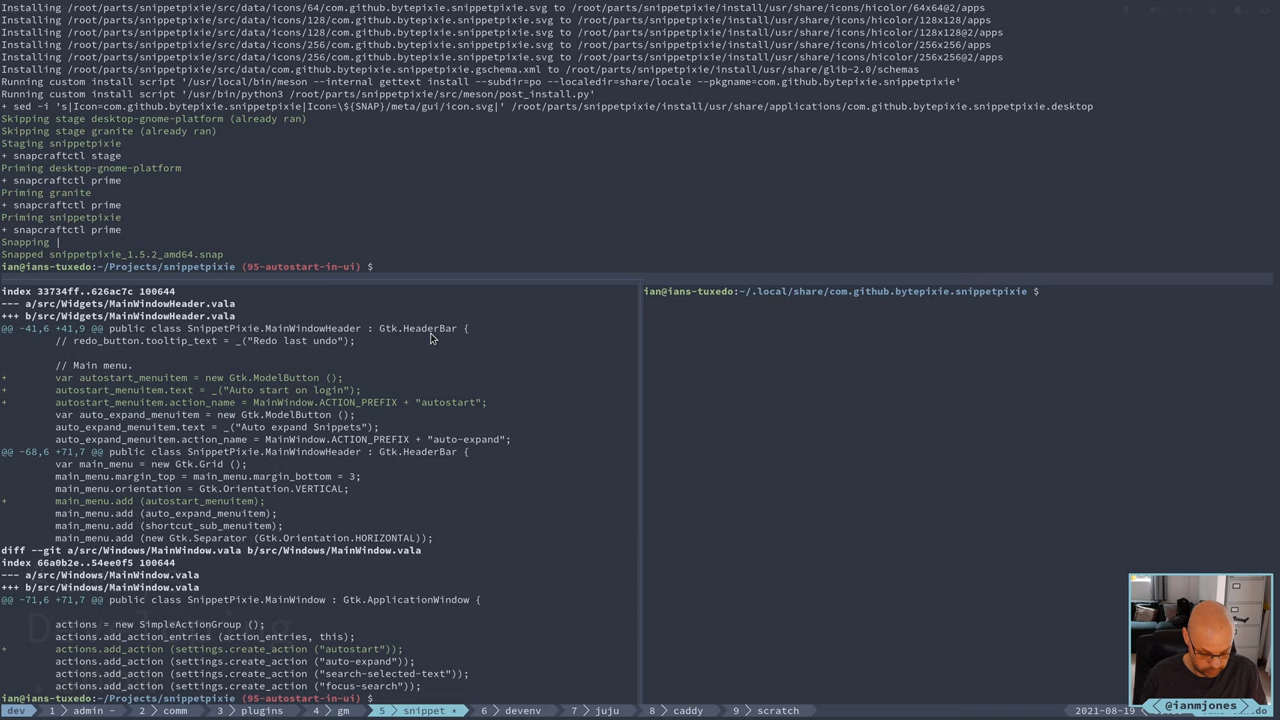 Installing /root/parts/snippetpixie/src/data/icons/64/com.github.bytepixie.snippetpixie.svg to /root/parts/snippetpixie/install/usr/share/icons/hicolor/64x64@2/apps
Installing /root/parts/snippetpixie/src/data/icons/128/com.github.bytepixie.snippetpixie.svg to /root/parts/snippetpixie/install/usr/share/icons/hicolor/128x128/apps
Installing /root/parts/snippetpixie/src/data/icons/128/com.github.bytepixie.snippetpixie.svg to /root/parts/snippetpixie/install/usr/share/icons/hicolor/128x128@2/apps
Installing /root/parts/snippetpixie/src/data/icons/256/com.github.bytepixie.snippetpixie.svg to /root/parts/snippetpixie/install/usr/share/icons/hicolor/256x256/apps
Installing /root/parts/snippetpixie/src/data/icons/256/com.github.bytepixie.snippetpixie.svg to /root/parts/snippetpixie/install/usr/share/icons/hicolor/256x256@2/apps
Installing /root/parts/snippetpixie/src/data/com.github.bytepixie.snippetpixie.gschema.xml to /root/parts/snippetpixie/install/usr/share/glib-2.0/schemas
Running custom install script '/usr/local/bin/meson --internal gettext install --subdir=po --localedir=share/locale --pkgname=com.github.bytepixie.snippetpixie'
Running custom install script '/usr/bin/python3 /root/parts/snippetpixie/src/meson/post_install.py'
+ sed -i 's|Icon=com.github.bytepixie.snippetpixie|Icon=\${SNAP}/meta/gui/icon.svg|' /root/parts/snippetpixie/install/usr/share/applications/com.github.bytepixie.snippetpixie.desktop
Skipping stage desktop-gnome-platform (already ran)
Skipping stage granite (already ran)
Staging snippetpixie
+ snapcraftctl stage
Priming desktop-gnome-platform
+ snapcraftctl prime
Priming granite
+ snapcraftctl prime
Priming snippetpixie
+ snapcraftctl prime
Snapping |
Snapped snippetpixie_1.5.2_amd64.snap
ian@ians-tuxedo:~/Projects/snippetpixie (95-autostart-in-ui) $
index 33734ff..626ac7c 100644
--- a/src/Widgets/MainWindowHeader.vala
+++ b/src/Widgets/MainWindowHeader.vala
@@ -41,6 +41,9 @@ public class SnippetPixie.MainWindowHeader : Gtk.HeaderBar {
// redo_button.tooltip_text = _("Redo last undo");
// Main menu.
+ var autostart_menuitem = new Gtk.ModelButton ();
+ autostart_menuitem.text = _("Auto start on login");
+ autostart_menuitem.action_name = MainWindow.ACTION_PREFIX + "autostart";
var auto_expand_menuitem = new Gtk.ModelButton ();
auto_expand_menuitem.text = _("Auto expand Snippets");
auto_expand_menuitem.action_name = MainWindow.ACTION_PREFIX + "auto-expand";
@@ -68,6 +71,7 @@ public class SnippetPixie.MainWindowHeader : Gtk.HeaderBar {
var main_menu = new Gtk.Grid ();
main_menu.margin_top = main_menu.margin_bottom = 3;
main_menu.orientation = Gtk.Orientation.VERTICAL;
+ main_menu.add (autostart_menuitem);
main_menu.add (auto_expand_menuitem);
main_menu.add (shortcut_sub_menuitem);
main_menu.add (new Gtk.Separator (Gtk.Orientation.HORIZONTAL));
diff --git a/src/Windows/MainWindow.vala b/src/Windows/MainWindow.vala
index 66a0b2e..54ee0f5 100644
--- a/src/Windows/MainWindow.vala
+++ b/src/Windows/MainWindow.vala
@@ -71,6 +71,7 @@ public class SnippetPixie.MainWindow : Gtk.ApplicationWindow {
actions = new SimpleActionGroup ();
actions.add_action_entries (action_entries, this);
+ actions.add_action (settings.create_action ("autostart"));
actions.add_action (settings.create_action ("auto-expand"));
actions.add_action (settings.create_action ("search-selected-text"));
actions.add_action (settings.create_action ("focus-search"));
ian@ians-tuxedo:~/Projects/snippetpixie (95-autostart-in-ui) $
ian@ians-tuxedo:~/.local/share/com.github.bytepixie.snippetpixie $
@ianmjones
dev 1 admin - 2 comm 3 plugins 4 gm 5 snippet * 6 devenv 7 juju 8 caddy 9 scratch 2021-08-19